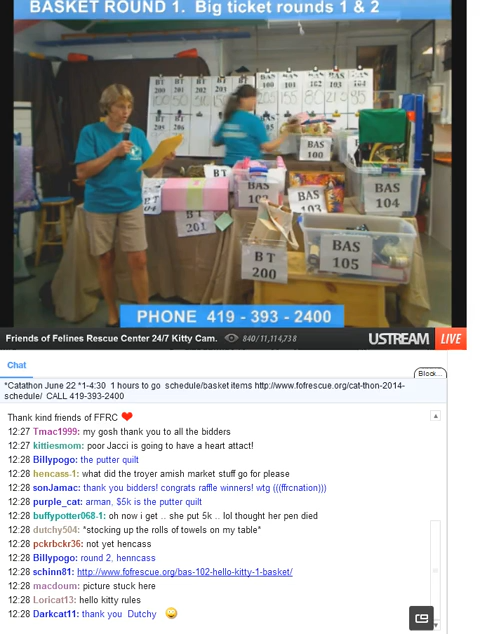 BASKET ROUND 1. Big ticket rounds 1 & 2
BAS 100
BAS 104
BT 201
BAS 105
BT 200
PHONE 419 - 393 - 2400
Friends of Felines Rescue Center 24/7 Kitty Cam. 840/11,114,738 USTREAM LIVE
Chat
Block...
*Catathon June 22 *1-4:30 1 hours to go schedule/basket items http://www.fofrescue.org/cat-thon-2014-
schedule/ CALL 419-393-2400
Thank kind friends of FFRC ❤
12:27 Tmac1999: my gosh thank you to all the bidders
12:27 kittiesmom: poor Jacci is going to have a heart attact!
12:28 Billypogo: the putter quilt
12:28 hencass-1: what did the troyer amish market stuff go for please
12:28 sonJamac: thank you bidders! congrats raffle winners! wtg (((ffrcnation)))
12:28 purple_cat: arman, $5k is the putter quilt
12:28 buffypotter068-1: oh now i get .. she put 5k .. lol thought her pen died
12:28 dutchy504: *stocking up the rolls of towels on my table*
12:28 pckrbckr36: not yet hencass
12:28 Billypogo: round 2, henncass
12:28 schinn81: http://www.fofrescue.org/bas-102-hello-kitty-1-basket/
12:28 macdoum: picture stuck here
12:28 Loricat13: hello kitty rules
12:28 Darkcat11: thank you Dutchy